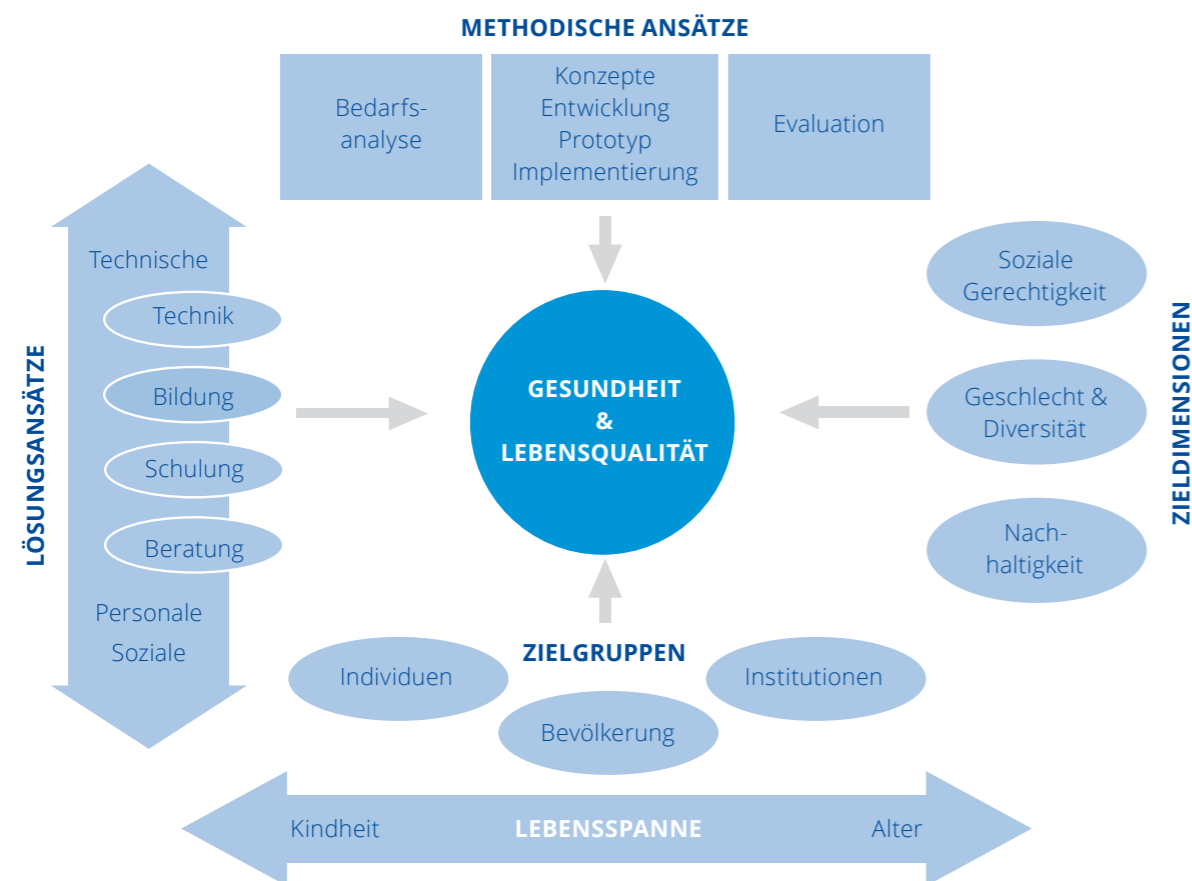 METHODISCHE ANSÄTZE
Bedarfs-
analyse
Konzepte
Entwicklung
Prototyp
Implementierung
Evaluation
LÖSUNGSANSÄTZE
Technische
Technik
Bildung
Schulung
Beratung
Personale
Soziale
GESUNDHEIT
&
LEBENSQUALITÄT
ZIELDIMENSIONEN
Soziale
Gerechtigkeit
Geschlecht &
Diversität
Nach-
haltigkeit
ZIELGRUPPEN
Individuen
Bevölkerung
Institutionen
Kindheit
LEBENSSPANNE
Alter